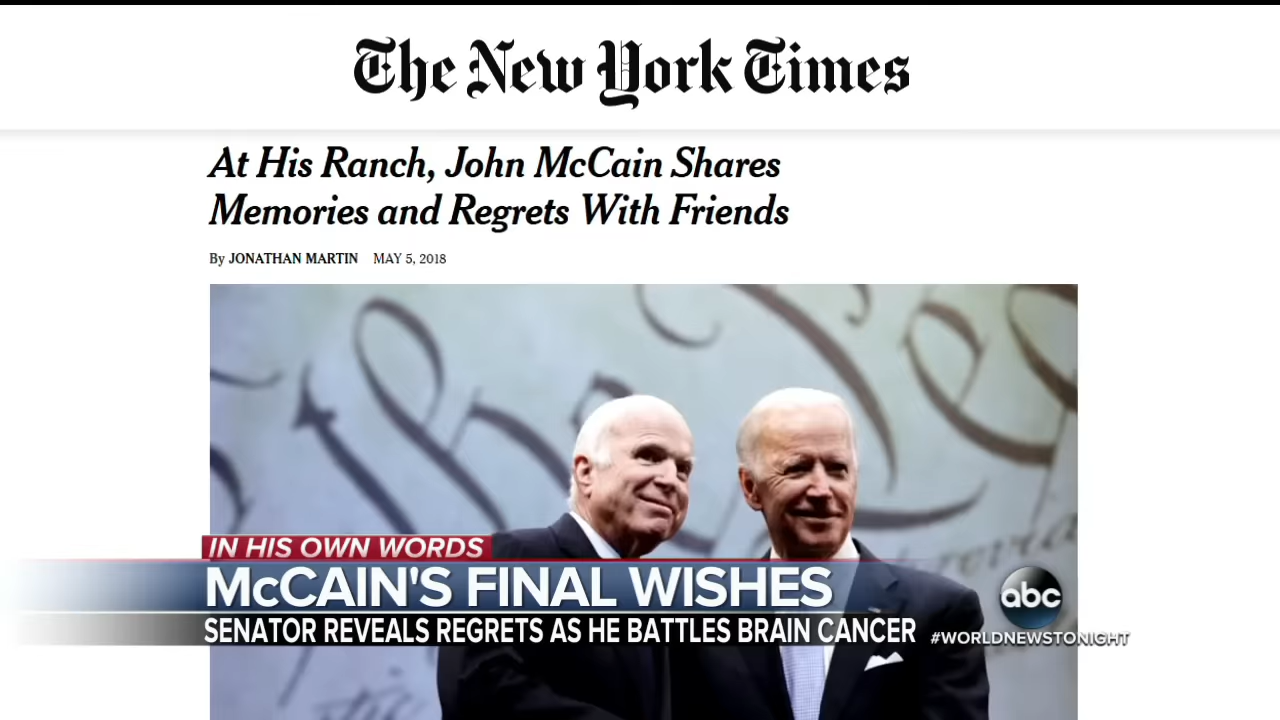 The New York Times
At His Ranch, John McCain Shares
Memories and Regrets With Friends
By JONATHAN MARTIN MAY 5, 2018
IN HIS OWN WORDS
McCAIN'S FINAL WISHES
SENATOR REVEALS REGRETS AS HE BATTLES BRAIN CANCER
abc
#WORLDNEWSTONIGHT